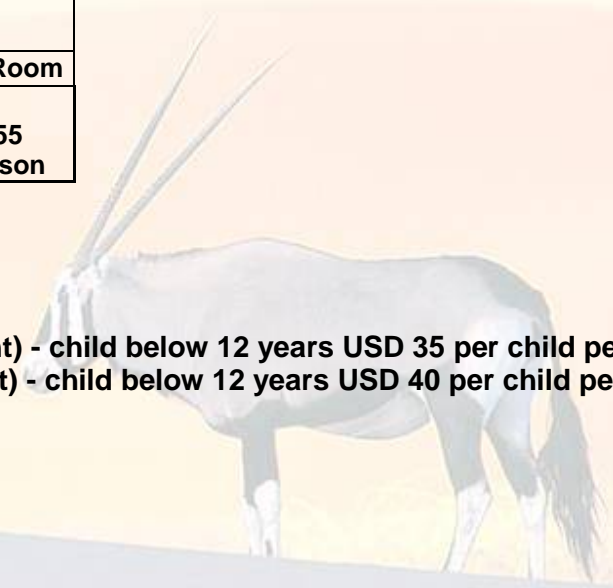 Room
55
son
t) - child below 12 years USD 35 per child pe
t) - child below 12 years USD 40 per child pe